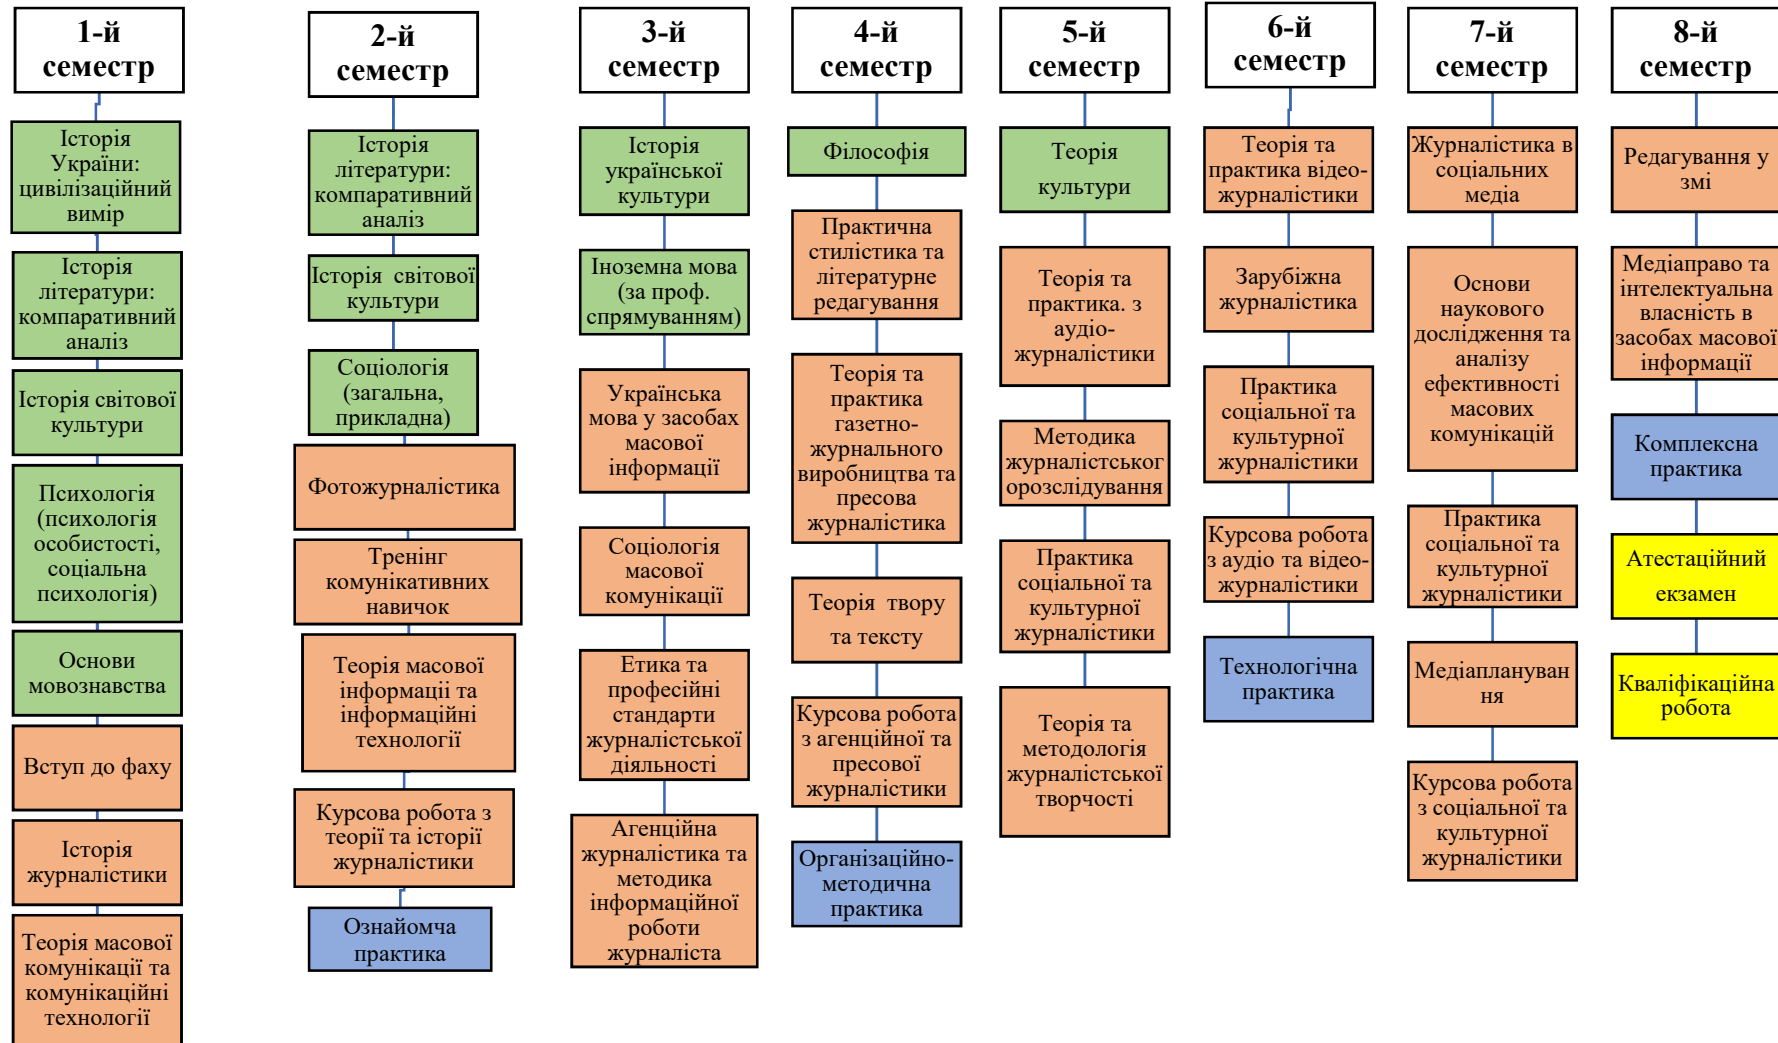 1-й
семестр
Історія
України:
цивілізаційний
вимір
Історія
літератури:
компаративний
аналіз
Історія світової
культури
Психологія
(психологія
особистості,
соціальна
психологія)
Основи
мовознавства
Вступ до фаху
Історія
журналістики
Теорія масової
комунікації та
комунікаційні
технології
2-й
семестр
Історія
літератури:
компаративний
аналіз
Історія світової
культури
Соціологія
(загальна,
прикладна)
Фотожурналістика
Тренінг
комунікативних
навичок
Теорія масової
інформації та
інформаційні
технології
Курсова робота з
теорії та історії
журналістики
Ознайомча
практика
3-й
семестр
Історія
української
культури
Іноземна мова
(за проф.
спрямуванням)
Українська
мова у засобах
масової
інформації
Соціологія
масової
комунікації
Етика та
професійні
стандарти
журналістської
діяльності
Агенційна
журналістика та
методика
інформаційної
роботи
журналіста
4-й
семестр
Філософія
Практична
стилістика та
літературне
редагування
Теорія та
практика
газетно-
журнального
виробництва та
пресова
журналістика
Теорія твору
та тексту
Курсова робота
з агенційної та
пресової
журналістики
Організаційно-
методична
практика
5-й
семестр
Теорія
культури
Теорія та
практика. з
аудіо-
журналістики
Методика
журналістськог
орозслідування
Практика
соціальної та
культурної
журналістики
Теорія та
методологія
журналістської
творчості
6-й
семестр
Теорія та
практика відео-
журналістики
Зарубіжна
журналістика
Практика
соціальної та
культурної
журналістики
Курсова робота
з аудіо та відео-
журналістики
Технологічна
практика
7-й
семестр
Журналістика в
соціальних
медіа
Основи
наукового
дослідження та
аналізу
ефективності
масових
комунікацій
Практика
соціальної та
культурної
журналістики
Медіаплануван
ня
Курсова робота
з соціальної та
культурної
журналістики
8-й
семестр
Редагування у
змі
Медіаправо та
інтелектуальна
власність в
засобах масової
інформації
Комплексна
практика
Атестаційний
екзамен
Кваліфікаційна
робота